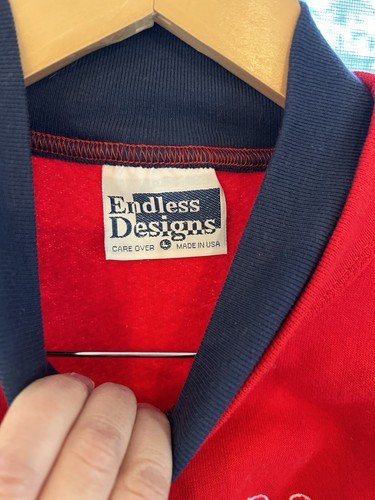 Endless
Designs
CARE OVER L MADE IN USA